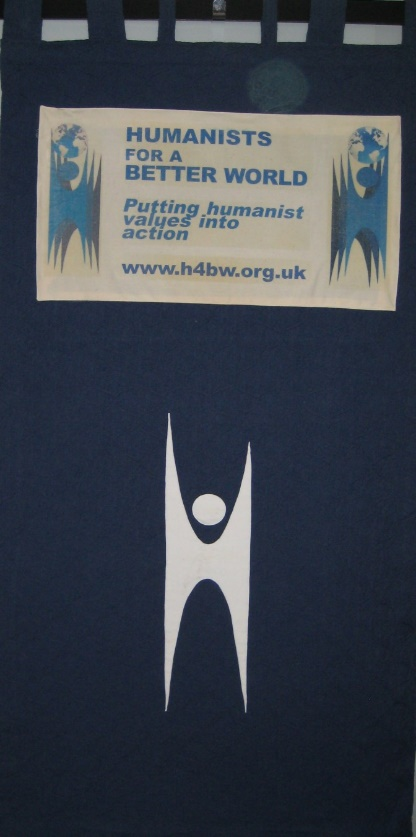 HUMANISTS
FOR A
BETTER WORLD
Putting humanist
values into
action
www.h4bw.org.uk